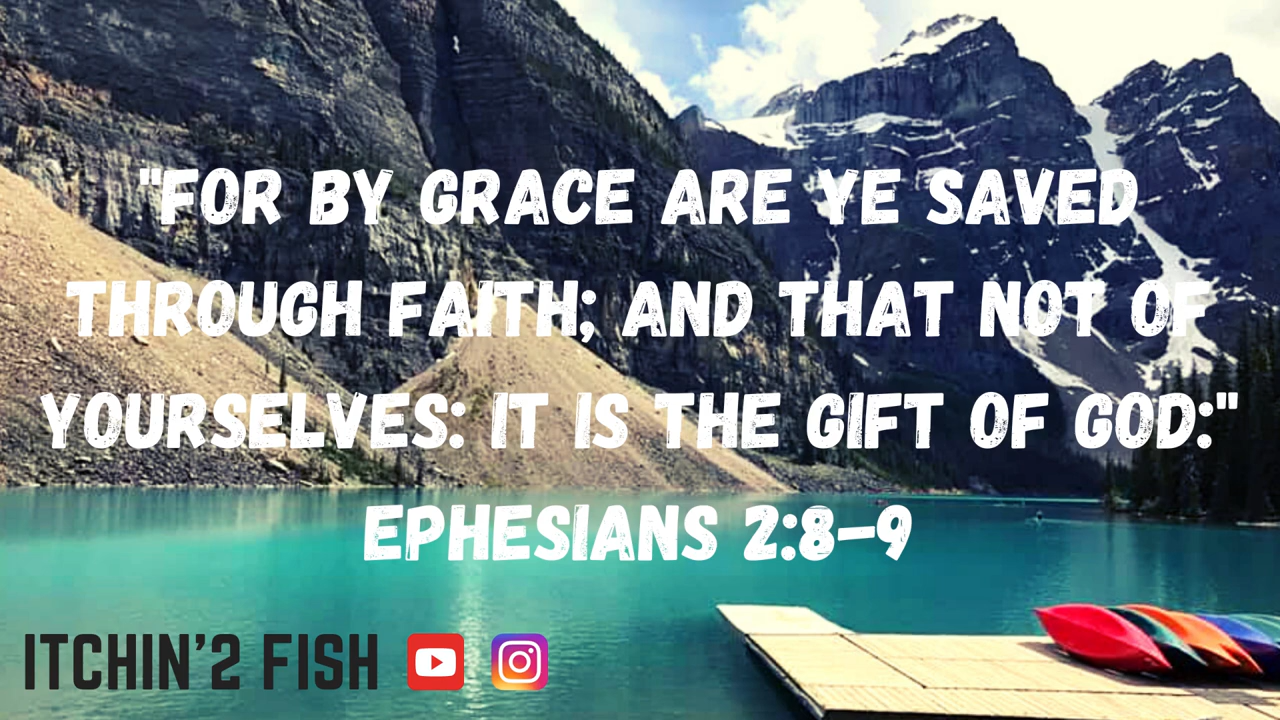 "FOR BY GRACE ARE YE SAVED
THROUGH FAITH; AND THAT NOT OF
YOURSELVES: IT IS THE GIFT OF GOD:"
EPHESIANS 2:8-9
ITCHIN'2 FISH